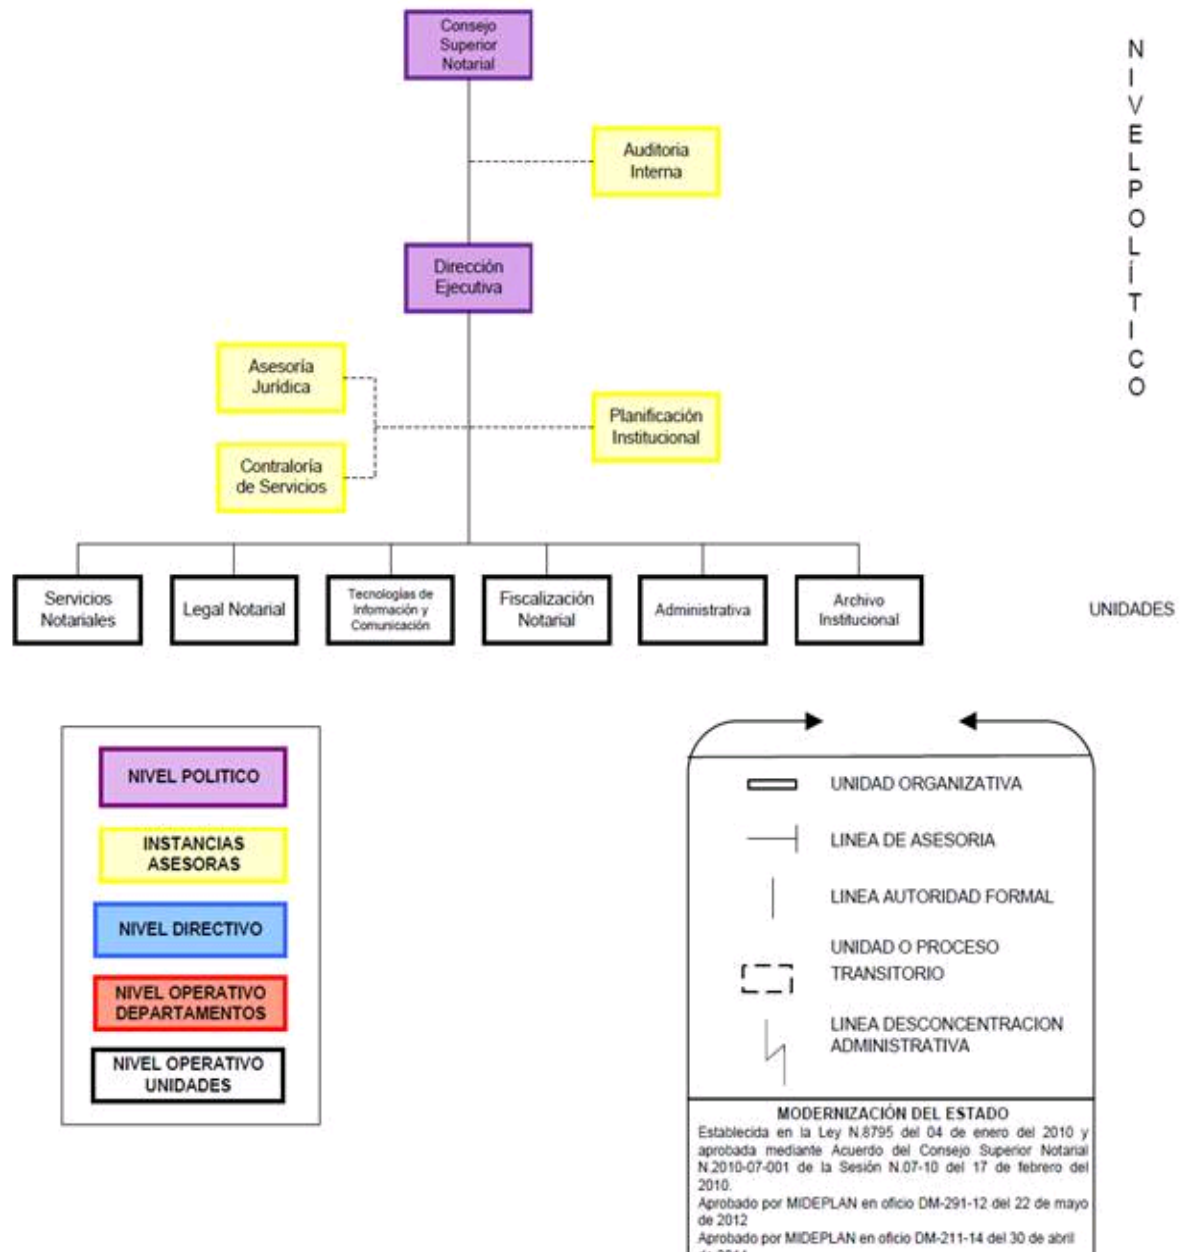 Consejo
Superior
Notarial
NIVEL POLÍTICO
Auditoria
Interna
Dirección
Ejecutiva
Asesoría
Jurídica
Planificación
Institucional
Contraloría
de Servicios
Servicios
Notariales
Legal Notarial
Tecnologías de
Información y
Comunicación
Fiscalización
Notarial
Administrativa
Archivo
Institucional
UNIDADES
NIVEL POLITICO
INSTANCIAS
ASESORAS
NIVEL DIRECTIVO
NIVEL OPERATIVO
DEPARTAMENTOS
NIVEL OPERATIVO
UNIDADES
UNIDAD ORGANIZATIVA
LINEA DE ASESORIA
LINEA AUTORIDAD FORMAL
UNIDAD O PROCESO
TRANSITORIO
LINEA DESCONCENTRACION
ADMINISTRATIVA
MODERNIZACIÓN DEL ESTADO
Establecida en la Ley N.8795 del 04 de enero del 2010 y
aprobada mediante Acuerdo del Consejo Superior Notarial
N.2010-07-001 de la Sesión N.07-10 del 17 de febrero del
2010.
Aprobado por MIDEPLAN en oficio DM-291-12 del 22 de mayo
de 2012
Aprobado por MIDEPLAN en oficio DM-211-14 del 30 de abril